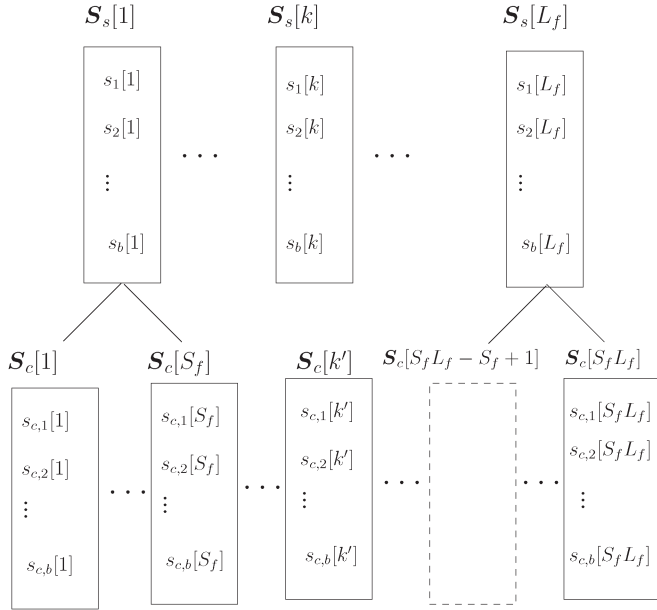 S_s[1] S_s[k] S_s[L_f]
s_1[1] s_1[k] s_1[L_f]
s_2[1] s_2[k] s_2[L_f]
· · · · · ·
⋮ ⋮ ⋮
s_b[1] s_b[k] s_b[L_f]
S_c[1] S_c[S_f] S_c[k′] S_c[S_f L_f − S_f + 1] S_c[S_f L_f]
s_{c,1}[1] s_{c,1}[S_f] s_{c,1}[k′] s_{c,1}[S_f L_f]
s_{c,2}[1] s_{c,2}[S_f] s_{c,2}[k′] s_{c,2}[S_f L_f]
· · · · · · · · · · · ·
⋮ ⋮ ⋮ ⋮
s_{c,b}[1] s_{c,b}[S_f] s_{c,b}[k′] s_{c,b}[S_f L_f]